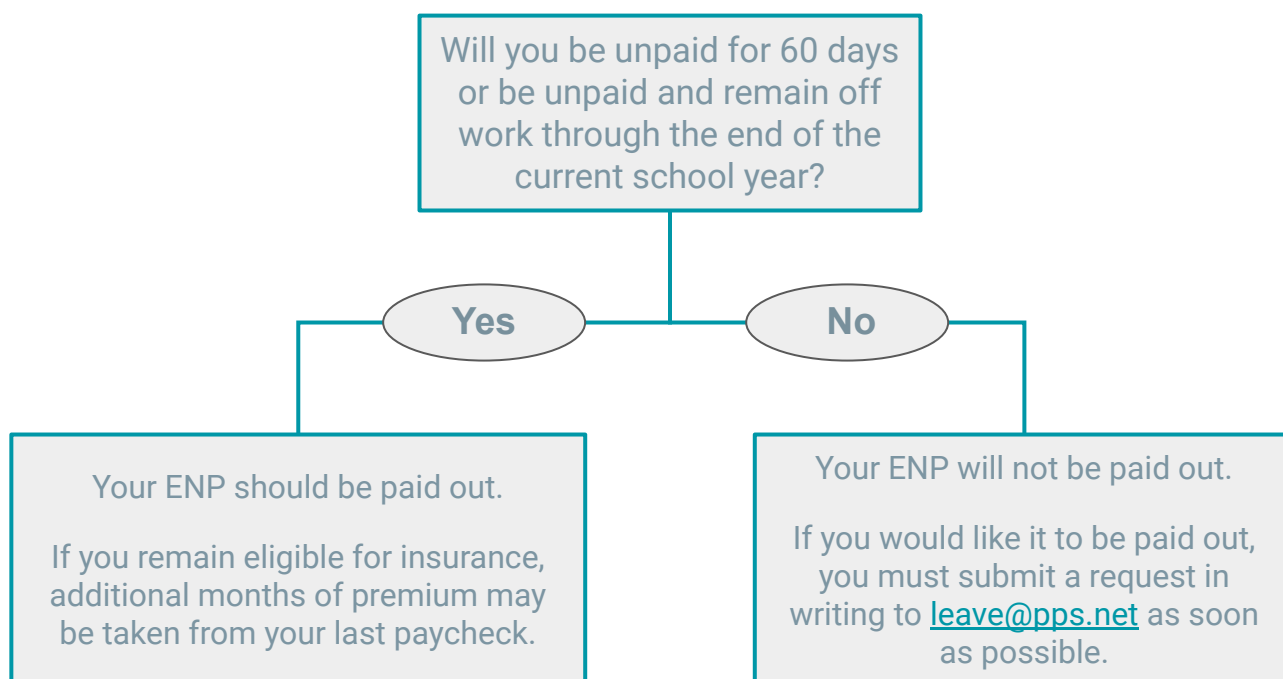 Will you be unpaid for 60 days
or be unpaid and remain off
work through the end of the
current school year?
Yes
No
Your ENP should be paid out.
If you remain eligible for insurance,
additional months of premium may
be taken from your last paycheck.
Your ENP will not be paid out.
If you would like it to be paid out,
you must submit a request in
writing to leave@pps.net as soon
as possible.